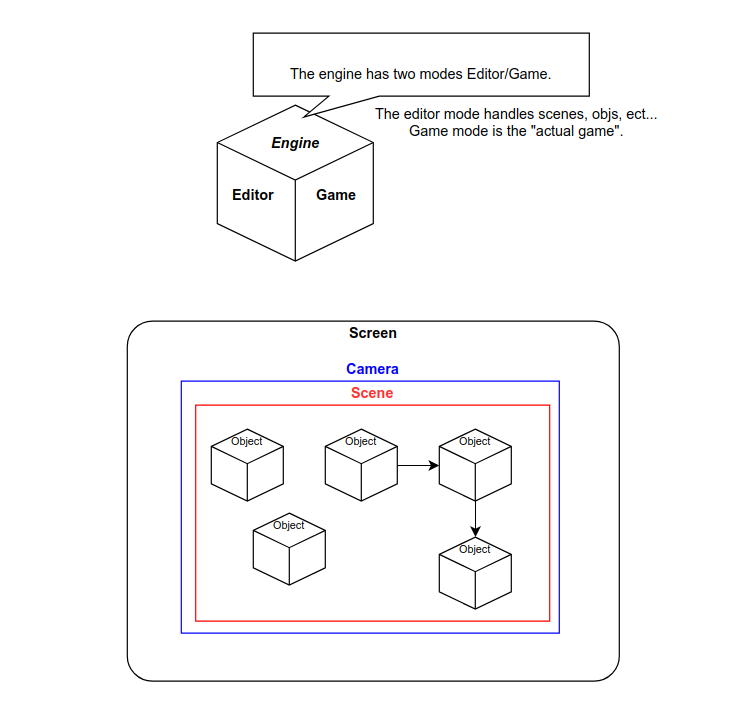 The engine has two modes Editor/Game.
The editor mode handles scenes, objs, ect...
Game mode is the "actual game".
Engine
Editor
Game
Screen
Camera
Scene
Object
Object
Object
Object
Object